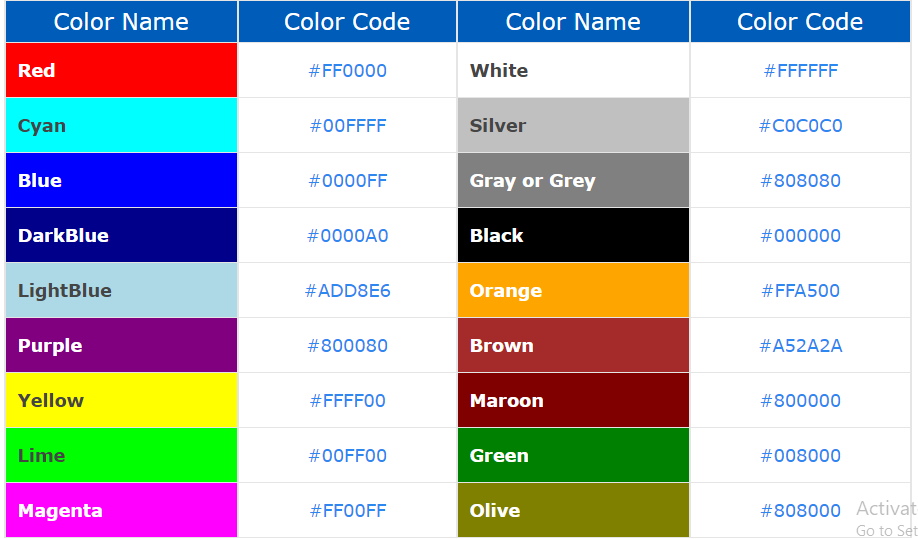 Color Name Color Code Color Name Color Code
Red #FF0000 White #FFFFFF
Cyan #00FFFF Silver #C0C0C0
Blue #0000FF Gray or Grey #808080
DarkBlue #0000A0 Black #000000
LightBlue #ADD8E6 Orange #FFA500
Purple #800080 Brown #A52A2A
Yellow #FFFF00 Maroon #800000
Lime #00FF00 Green #008000
Magenta #FF00FF Olive #808000
Activat
Go to Set